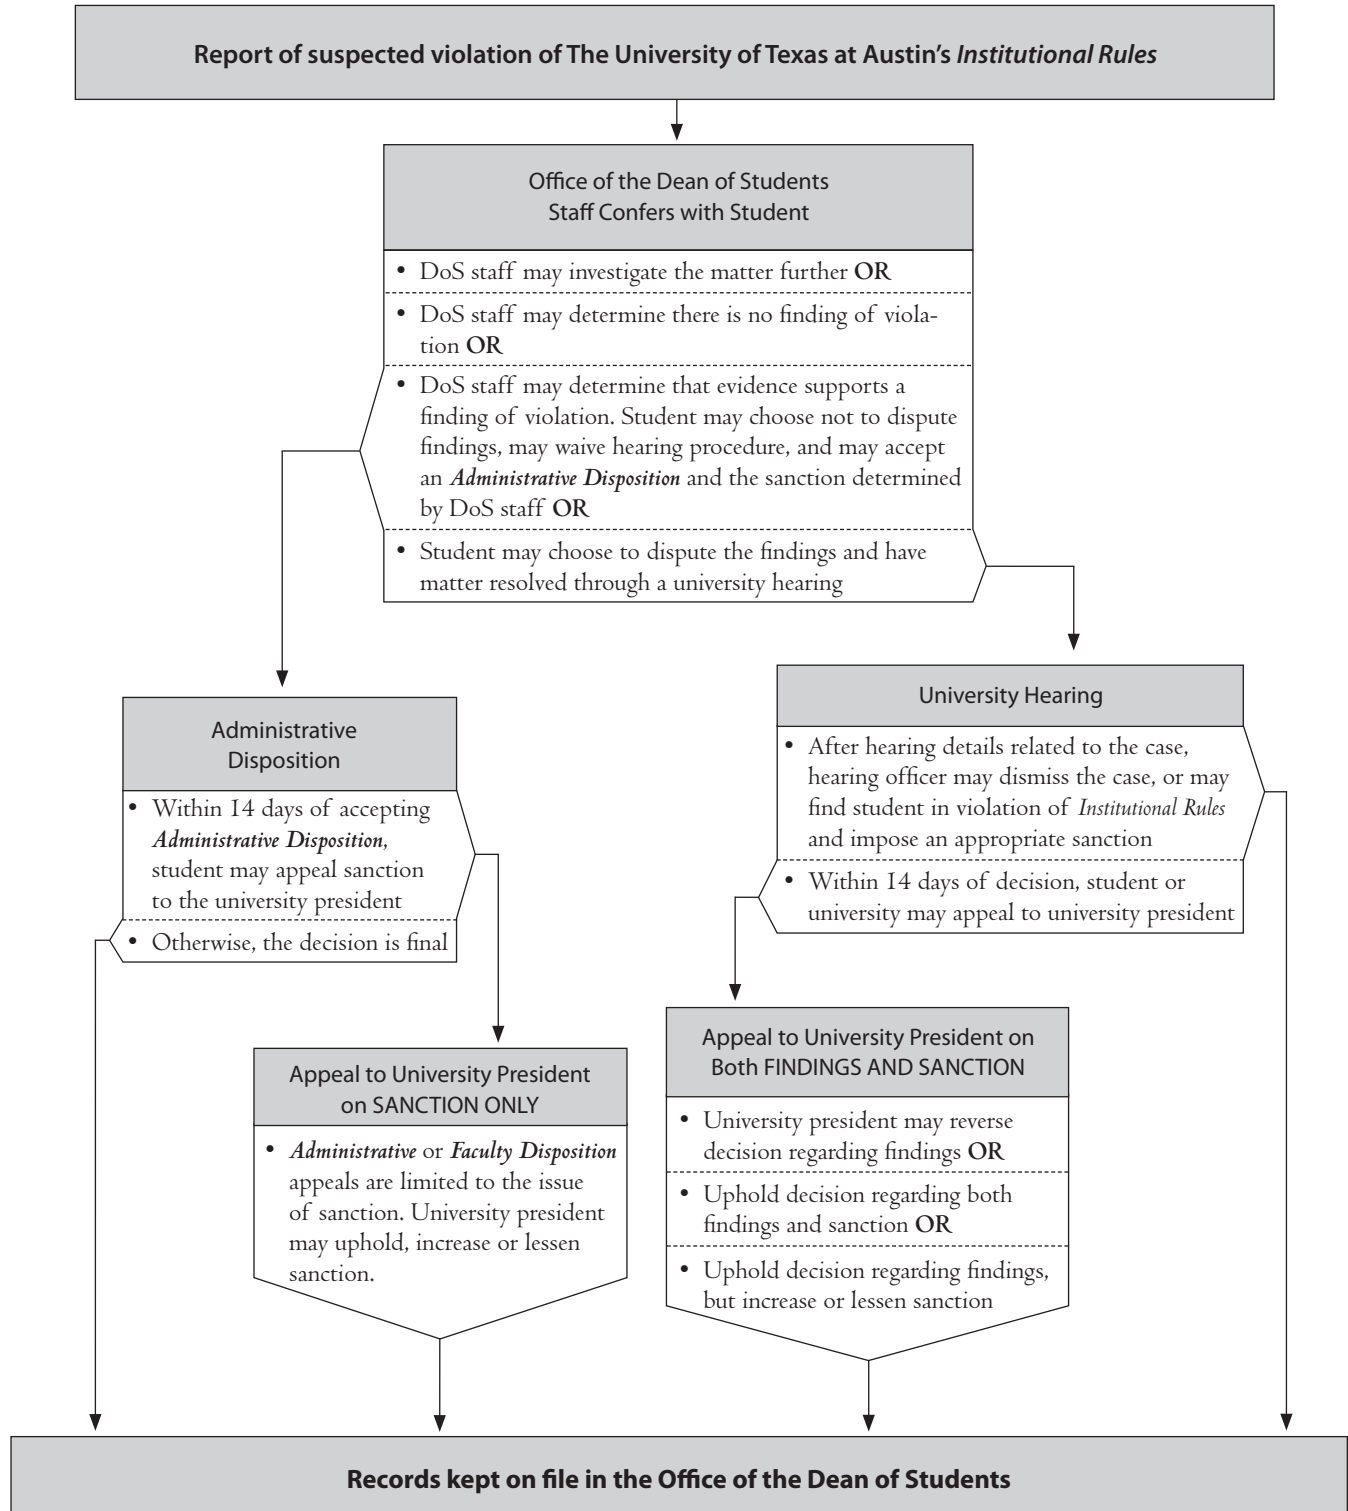 Report of suspected violation of The University of Texas at Austin's Institutional Rules
Office of the Dean of Students
Staff Confers with Student
• DoS staff may investigate the matter further OR
• DoS staff may determine there is no finding of viola-
tion OR
• DoS staff may determine that evidence supports a
finding of violation. Student may choose not to dispute
findings, may waive hearing procedure, and may accept
an Administrative Disposition and the sanction determined
by DoS staff OR
• Student may choose to dispute the findings and have
matter resolved through a university hearing
Administrative
Disposition
• Within 14 days of accepting
Administrative Disposition,
student may appeal sanction
to the university president
• Otherwise, the decision is final
University Hearing
• After hearing details related to the case,
hearing officer may dismiss the case, or may
find student in violation of Institutional Rules
and impose an appropriate sanction
• Within 14 days of decision, student or
university may appeal to university president
Appeal to University President
on SANCTION ONLY
• Administrative or Faculty Disposition
appeals are limited to the issue
of sanction. University president
may uphold, increase or lessen
sanction.
Appeal to University President on
Both FINDINGS AND SANCTION
• University president may reverse
decision regarding findings OR
• Uphold decision regarding both
findings and sanction OR
• Uphold decision regarding findings,
but increase or lessen sanction
Records kept on file in the Office of the Dean of Students